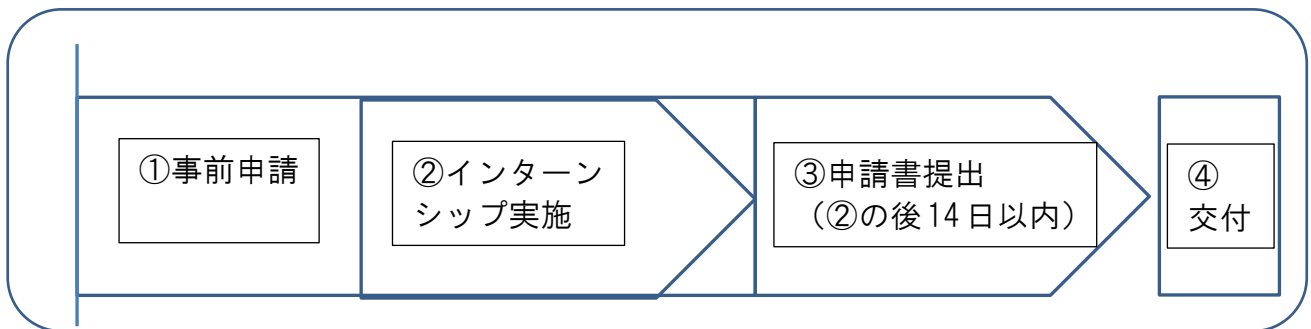 ①事前申請
②インターン
シップ実施
③申請書提出
（②の後14日以内）
④
交付